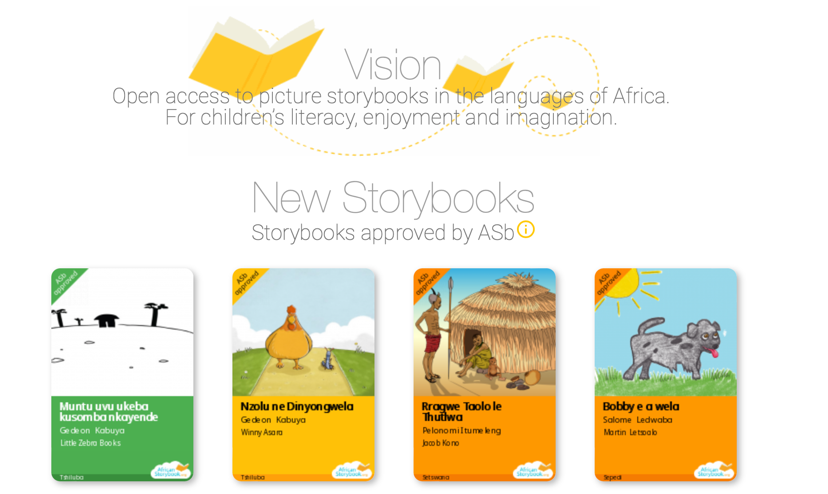 Vision
Open access to picture storybooks in the languages of Africa.
For children's literacy, enjoyment and imagination.
New Storybooks
Storybooks approved by ASb
ASb
approved
Muntu uvu ukeba
kusomba nkayende
Gedeon Kabuya
Little Zebra Books
Tshiluba
African
Storybook
ASb
approved
Nzolu ne Dinyongwela
Gedeon Kabuya
Winny Asara
Tshiluba
African
Storybook
ASb
approved
Rragwe Taolo le
Thutlwa
Pelonomi Itumeleng
Jacob Kono
Setswana
African
Storybook
ASb
approved
Bobby e a wela
Salome Ledwaba
Martin Letsoalo
Sepedi
African
Storybook